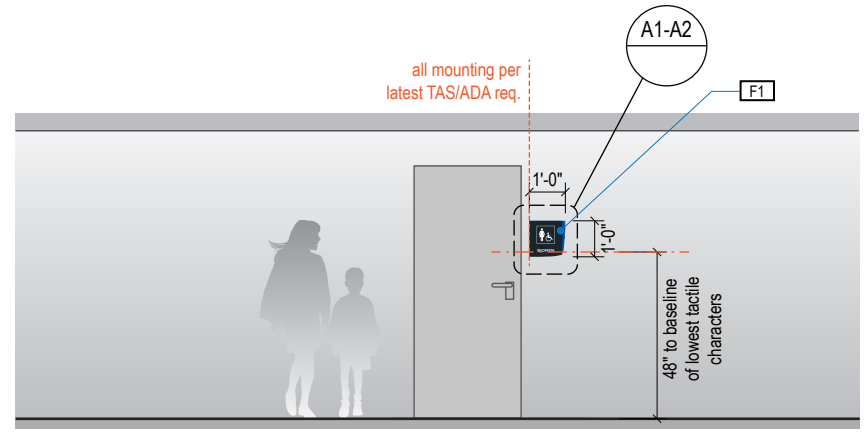 A1-A2
all mounting per
latest TAS/ADA req.
F1
1'-0"
1'-0"
WOMEN
48" to baseline
of lowest tactile
characters